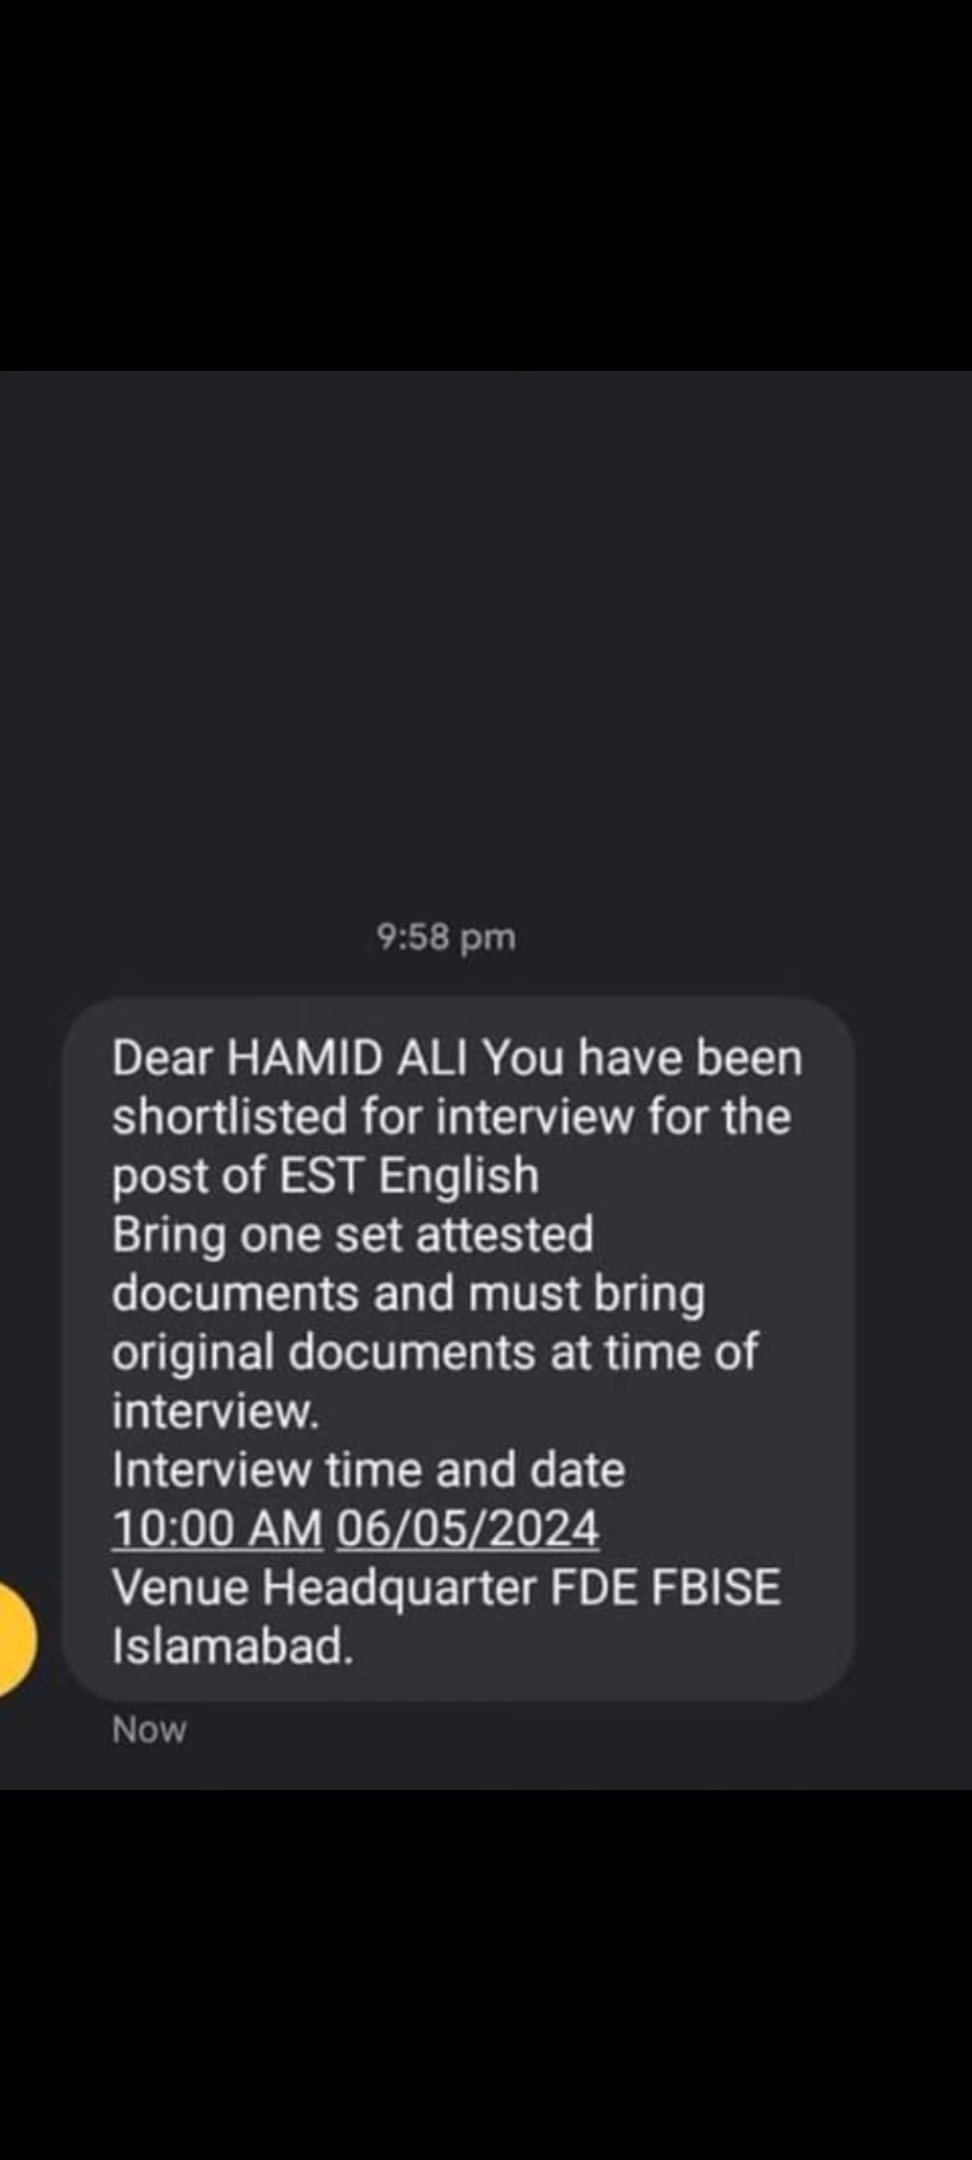 9:58 pm
Dear HAMID ALI You have been
shortlisted for interview for the
post of EST English
Bring one set attested
documents and must bring
original documents at time of
interview.
Interview time and date
10:00 AM 06/05/2024
Venue Headquarter FDE FBISE
Islamabad.
Now